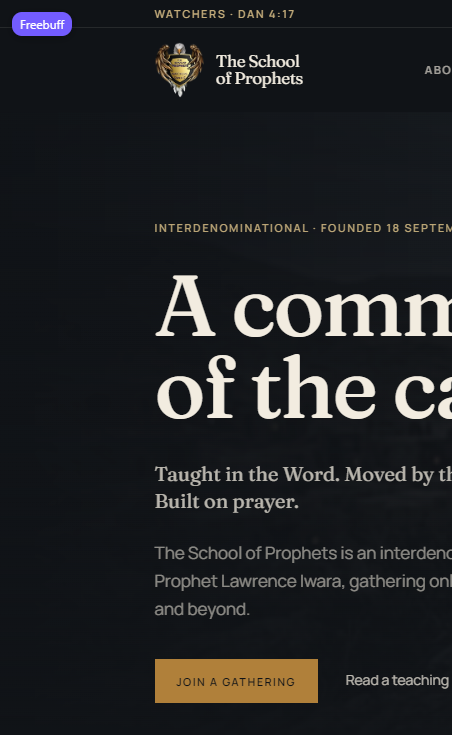 WATCHERS · DAN 4:17
Freebuff
The School
of Prophets
ABO
INTERDENOMINATIONAL · FOUNDED 18 SEPTEM
A comm
of the ca
Taught in the Word. Moved by th
Built on prayer.
The School of Prophets is an interdenc
Prophet Lawrence Iwara, gathering onl
and beyond.
JOIN A GATHERING
Read a teaching